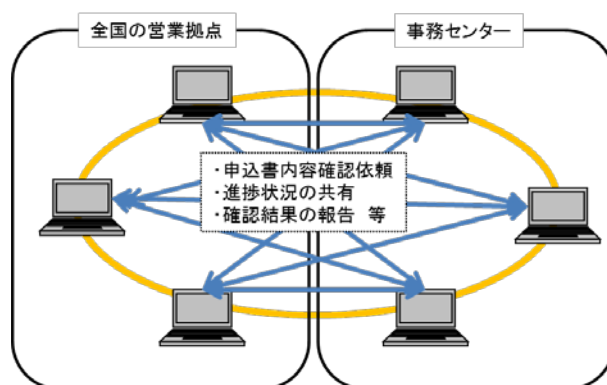 全国の営業拠点
事務センター
・申込書内容確認依頼
・進捗状況の共有
・確認結果の報告 等